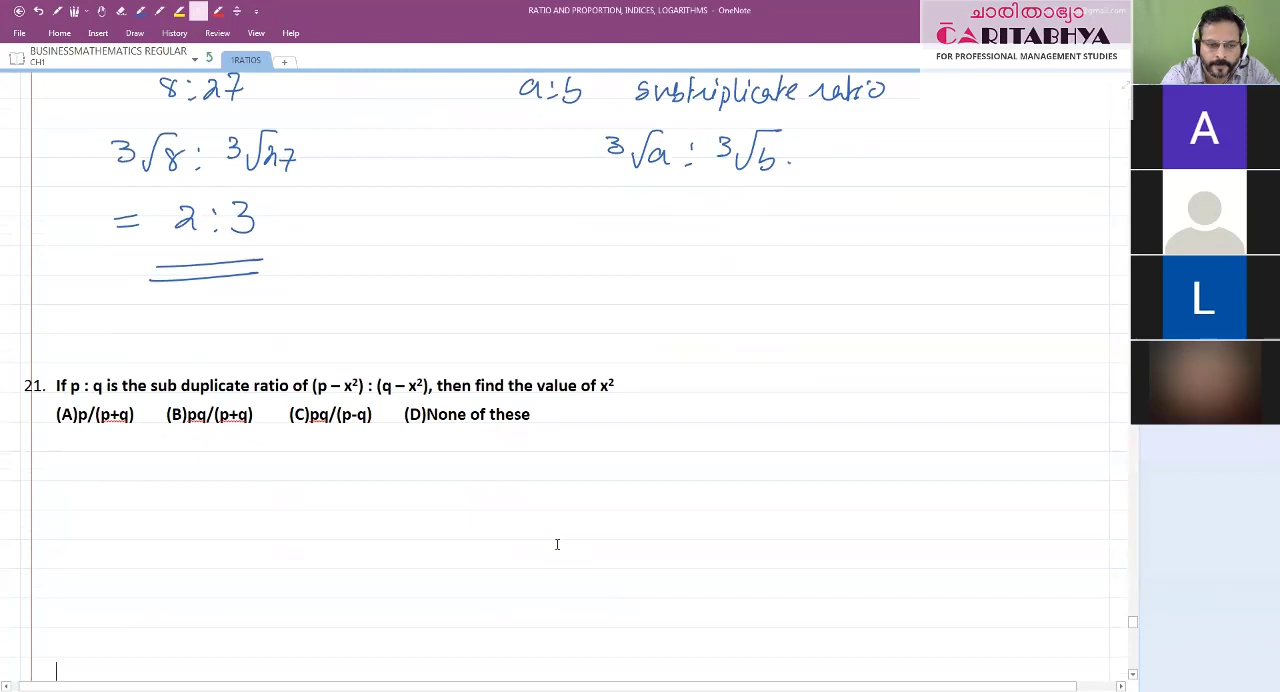 RATIO AND PROPORTION, INDICES, LOGARITHMS - OneNote
@gmail.com
ചാരിതാഭ്യാ
CARITABHYA
FOR PROFESSIONAL MANAGEMENT STUDIES
File Home Insert Draw History Review View Help
BUSINESSMATHEMATICS REGULAR
CH1
5
1RATIOS
8:27
a:b subtriplicate ratio
3√8 : 3√27
3√a : 3√b.
= 2:3
21. If p : q is the sub duplicate ratio of (p – x²) : (q – x²), then find the value of x²
(A)p/(p+q) (B)pq/(p+q) (C)pq/(p-q) (D)None of these
A
L